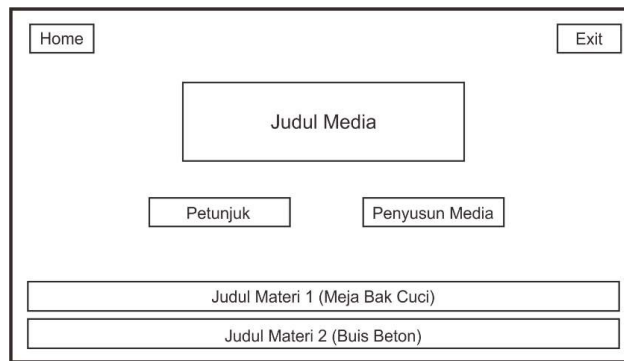 Home
Exit
Judul Media
Petunjuk
Penyusun Media
Judul Materi 1 (Meja Bak Cuci)
Judul Materi 2 (Buis Beton)